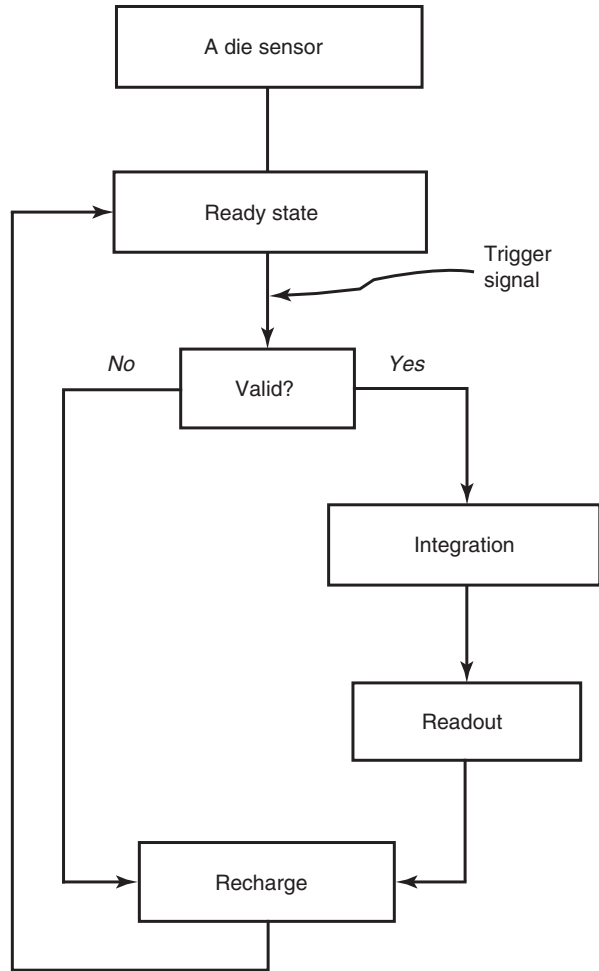 A die sensor
Ready state
Trigger
signal
No
Valid?
Yes
Integration
Readout
Recharge